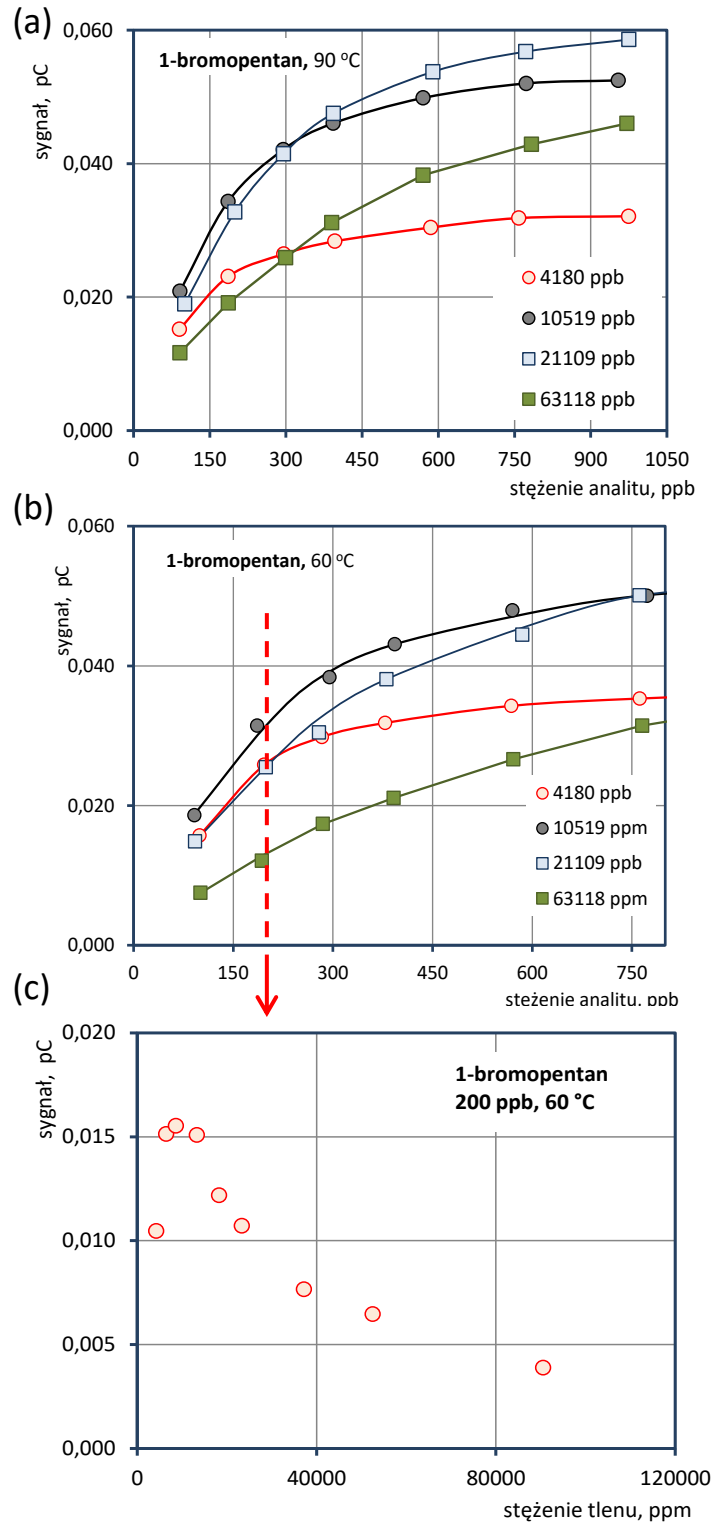 (a)
0,060
0,040
0,020
0,000
sygnał, pC
1-bromopentan, 90 °C
4180 ppb
10519 ppb
21109 ppb
63118 ppb
0 150 300 450 600 750 900 1050
stężenie analitu, ppb
(b)
0,060
0,040
0,020
0,000
sygnał, pC
1-bromopentan, 60 °C
4180 ppb
10519 ppm
21109 ppb
63118 ppm
0 150 300 450 600 750
stężenie analitu, ppb
(c)
0,020
0,015
0,010
0,005
0,000
sygnał, pC
1-bromopentan
200 ppb, 60 °C
0 40000 80000 120000
stężenie tlenu, ppm